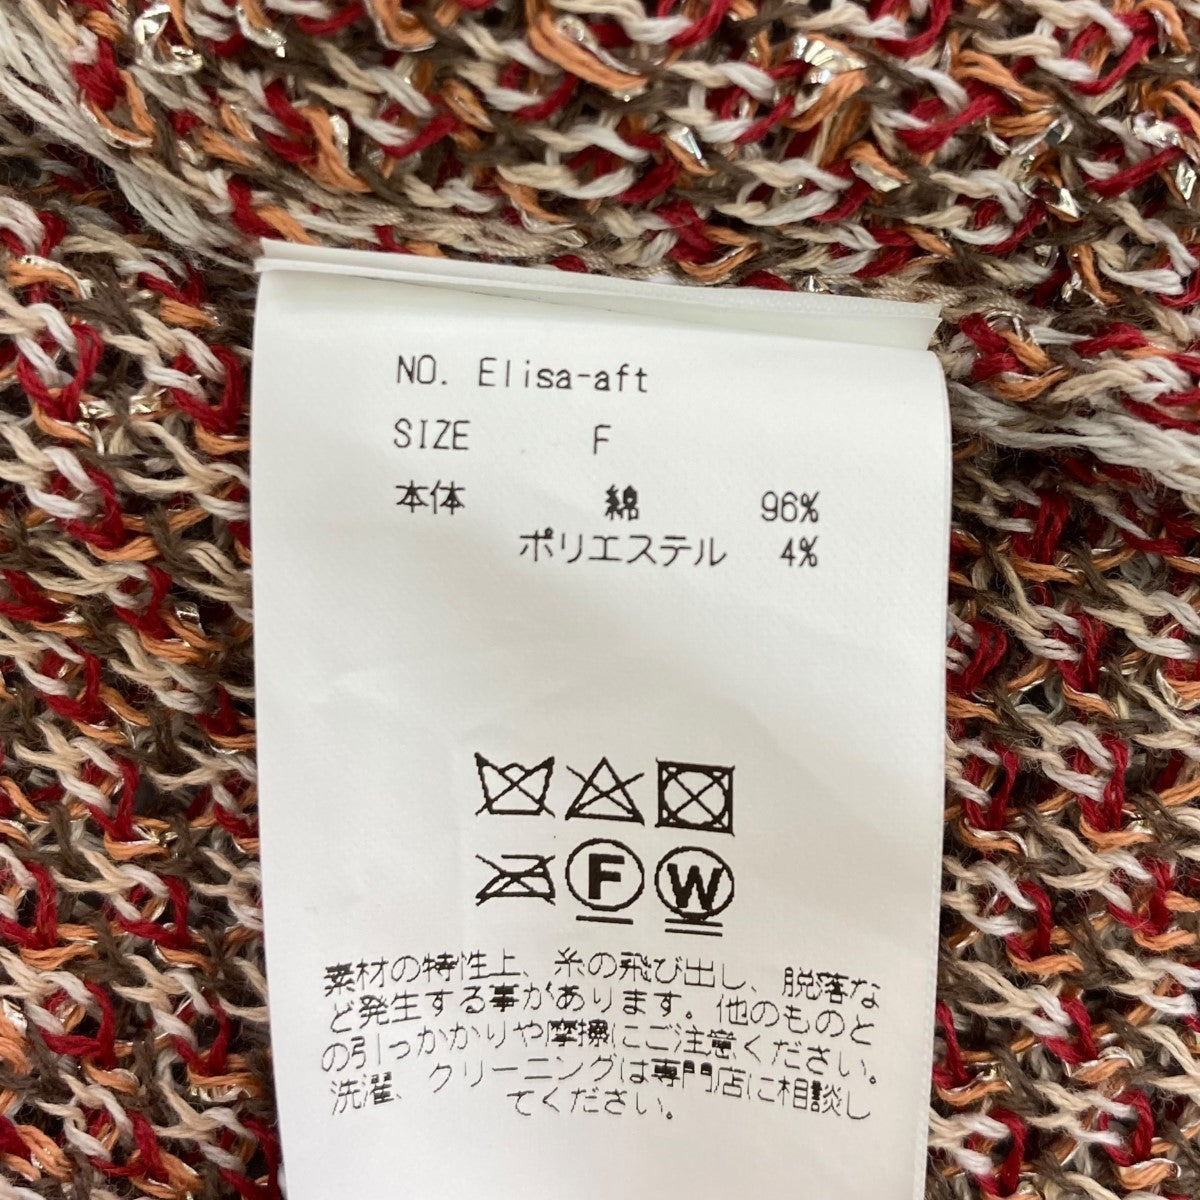 NO. Elisa-aft
SIZE F
本体 綿 96%
ポリエステル 4%
F W
素材の特性上、糸の飛び出し、脱落な
ど発生する事があります。他のものと
の引っかかりや摩擦にご注意ください。
洗濯、クリーニングは専門店に相談し
てください。